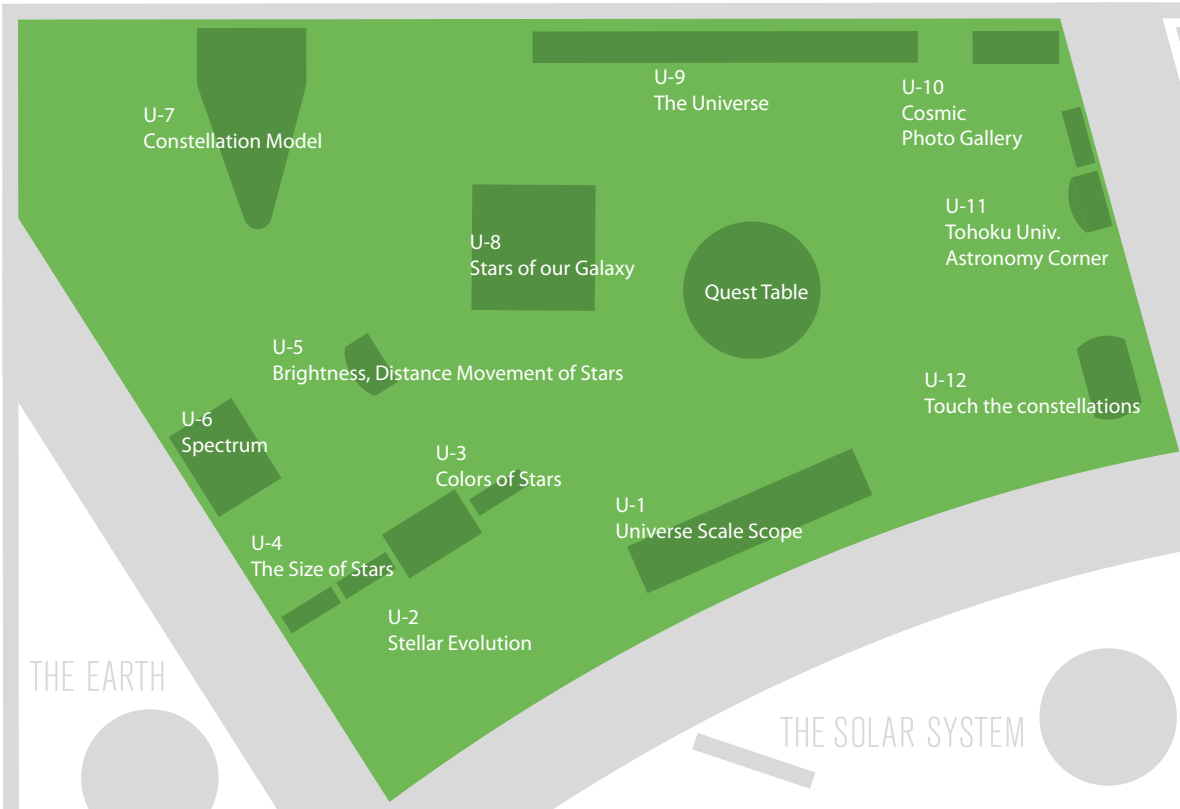 U-7
Constellation Model
U-9
The Universe
U-10
Cosmic
Photo Gallery
U-11
Tohoku Univ.
Astronomy Corner
U-8
Stars of our Galaxy
Quest Table
U-5
Brightness, Distance Movement of Stars
U-12
Touch the constellations
U-6
Spectrum
U-3
Colors of Stars
U-1
Universe Scale Scope
U-4
The Size of Stars
U-2
Stellar Evolution
THE EARTH
THE SOLAR SYSTEM